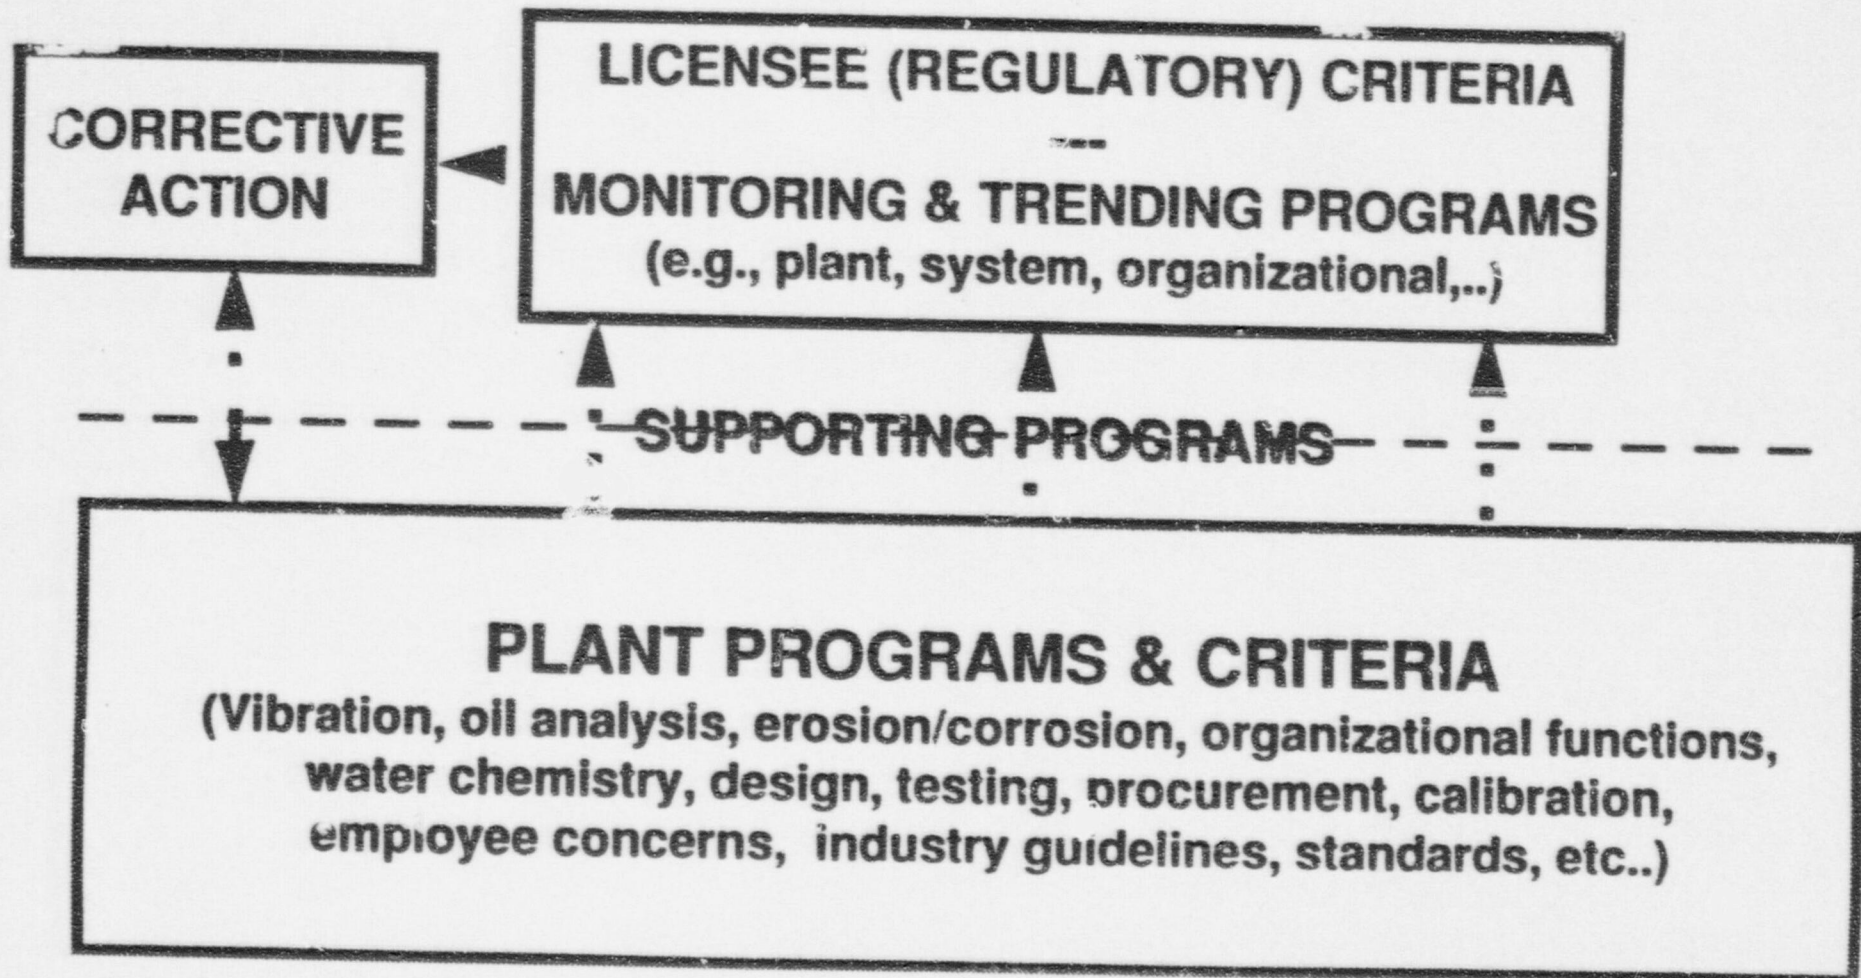 CORRECTIVE
ACTION
LICENSEE (REGULATORY) CRITERIA
---
MONITORING & TRENDING PROGRAMS
(e.g., plant, system, organizational,..)
SUPPORTING PROGRAMS
PLANT PROGRAMS & CRITERIA
(Vibration, oil analysis, erosion/corrosion, organizational functions,
water chemistry, design, testing, procurement, calibration,
employee concerns, industry guidelines, standards, etc..)